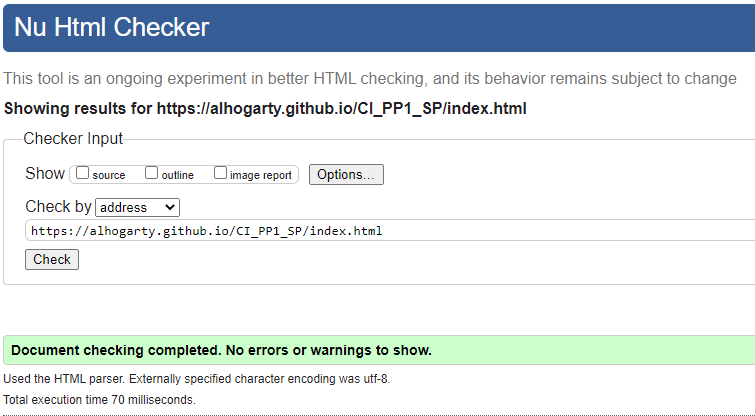 Nu Html Checker
This tool is an ongoing experiment in better HTML checking, and its behavior remains subject to change
Showing results for https://alhogarty.github.io/CI_PP1_SP/index.html
Checker Input
Show source outline image report Options...
Check by address
https://alhogarty.github.io/CI_PP1_SP/index.html
Check
Document checking completed. No errors or warnings to show.
Used the HTML parser. Externally specified character encoding was utf-8.
Total execution time 70 milliseconds.